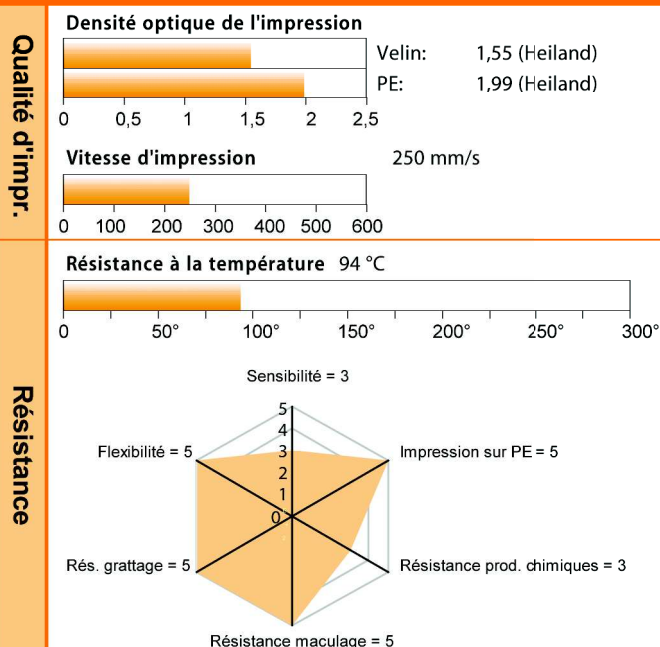 Qualité d'impr.
Densité optique de l'impression
Velin: 1,55 (Heiland)
PE: 1,99 (Heiland)
0 0,5 1 1,5 2 2,5
Vitesse d'impression 250 mm/s
0 100 200 300 400 500 600
Résistance
Résistance à la température 94 °C
0 50° 100° 150° 200° 250° 300°
Sensibilité = 3
5
4
3
2
1
0
Flexibilité = 5
Impression sur PE = 5
Rés. grattage = 5
Résistance prod. chimiques = 3
Résistance maculage = 5